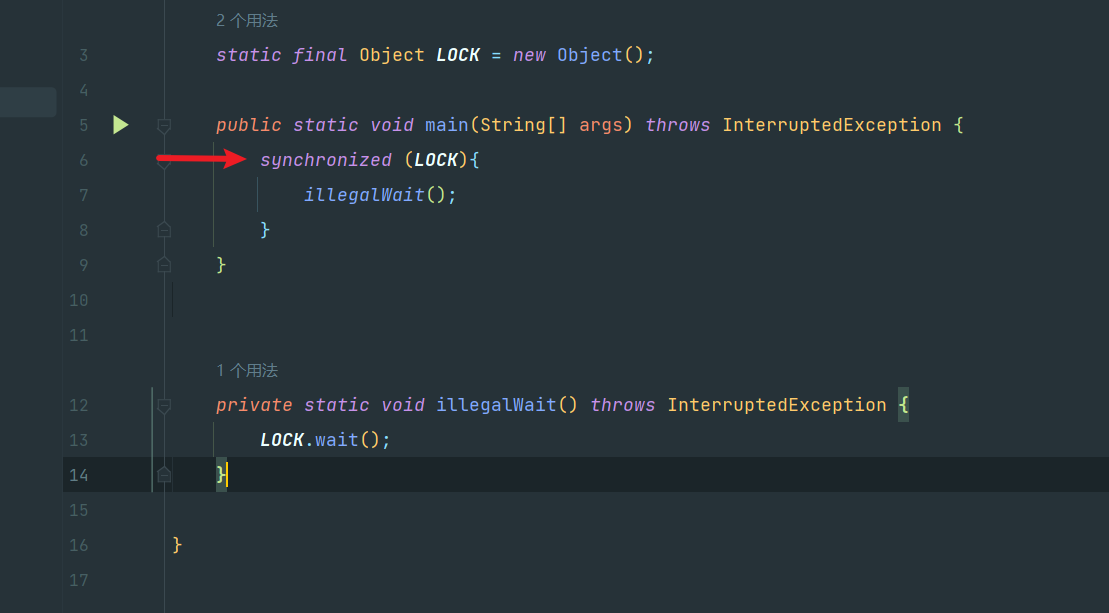 2 个用法
3 static final Object LOCK = new Object();
4
5 public static void main(String[] args) throws InterruptedException {
6 synchronized (LOCK){
7 illegalWait();
8 }
9 }
10
11
1 个用法
12 private static void illegalWait() throws InterruptedException {
13 LOCK.wait();
14 }
15
16 }
17